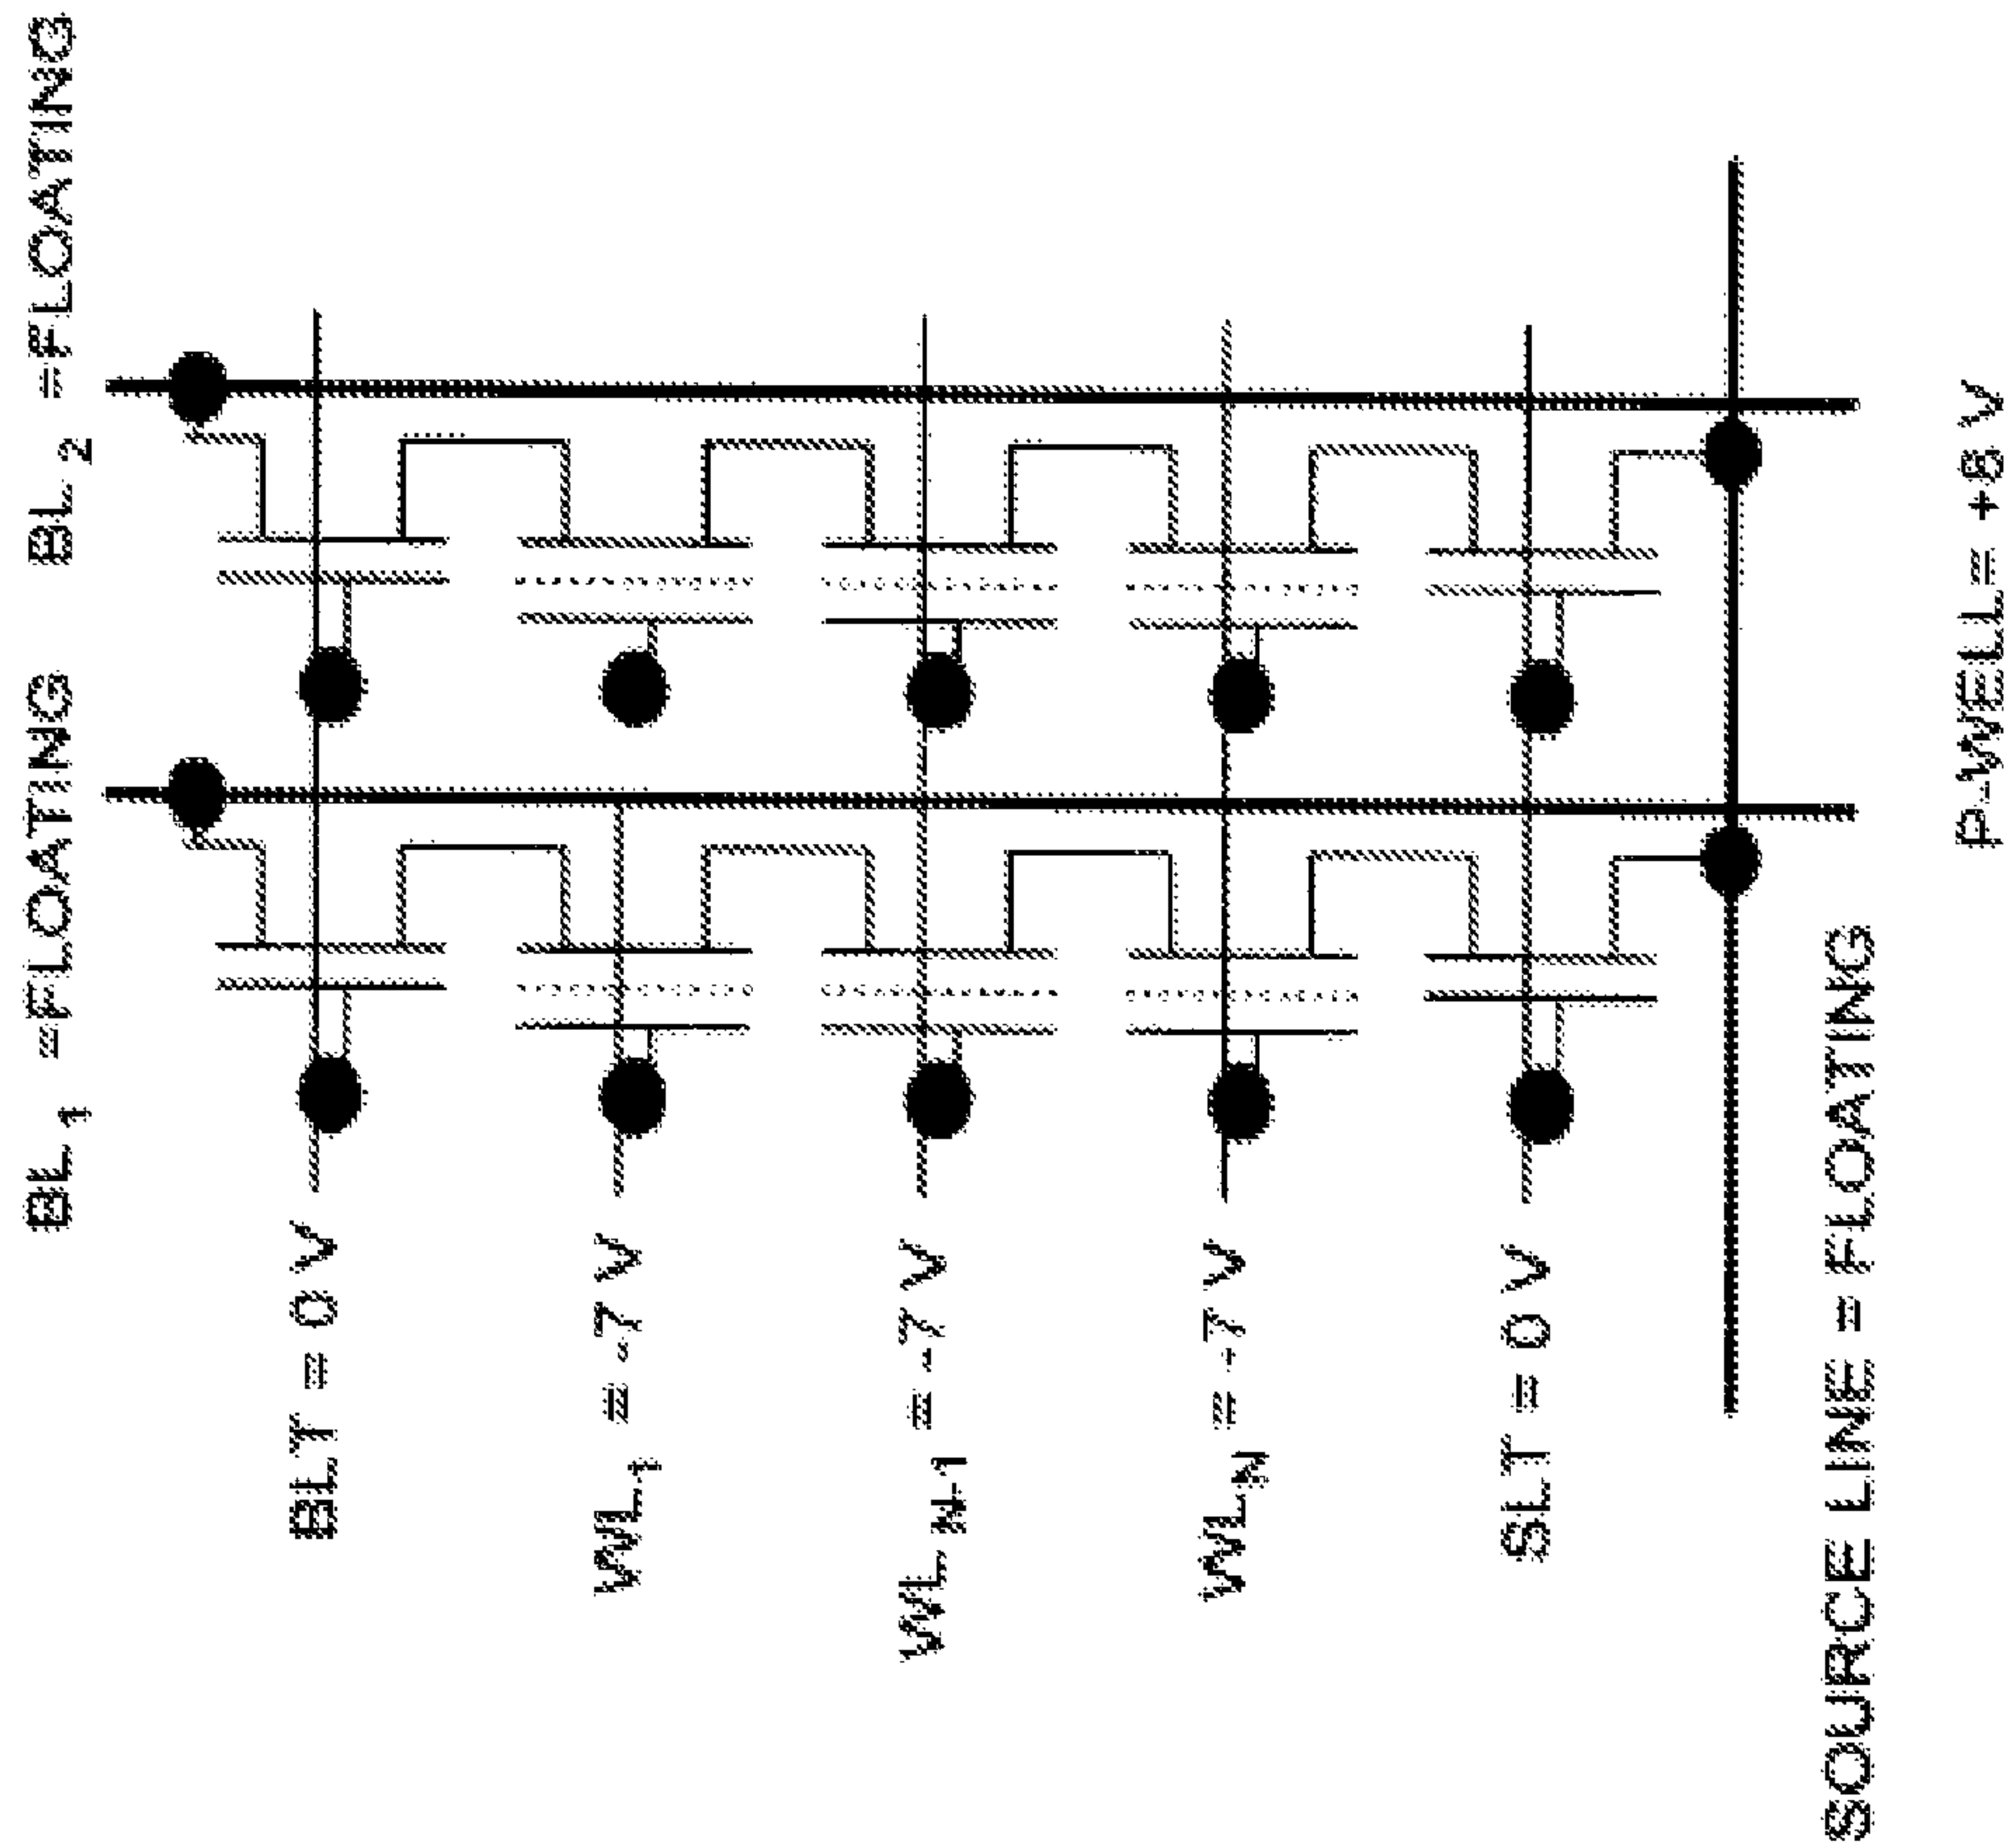 BL1 =FLOATING
BL2 =FLOATING
BLT = 0 V
WL1 = -7 V
WLN-1 = -7 V
WLN = -7 V
SLT = 0 V
SOURCE LINE = FLOATING
P-WELL= +8 V